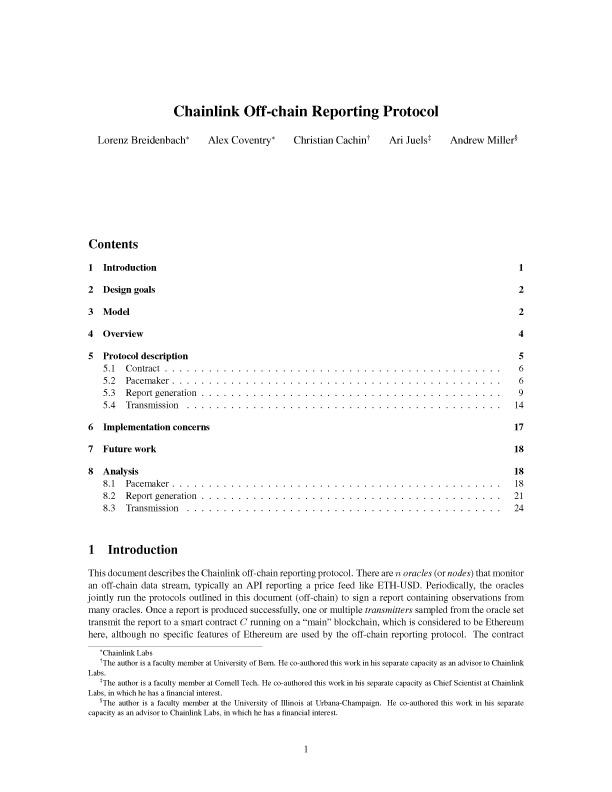 Chainlink Off-chain Reporting Protocol
Lorenz Breidenbach* Alex Coventry* Christian Cachin† Ari Juels‡ Andrew Miller§
Contents
1 Introduction 1
2 Design goals 2
3 Model 2
4 Overview 4
5 Protocol description 5
5.1 Contract . . . . . . . . . . . . . . . . . . . . . . . . . . . . . . . . . . . . . . 6
5.2 Pacemaker . . . . . . . . . . . . . . . . . . . . . . . . . . . . . . . . . . . . . 6
5.3 Report generation . . . . . . . . . . . . . . . . . . . . . . . . . . . . . . . . . 9
5.4 Transmission . . . . . . . . . . . . . . . . . . . . . . . . . . . . . . . . . . . 14
6 Implementation concerns 17
7 Future work 18
8 Analysis 18
8.1 Pacemaker . . . . . . . . . . . . . . . . . . . . . . . . . . . . . . . . . . . . . 18
8.2 Report generation . . . . . . . . . . . . . . . . . . . . . . . . . . . . . . . . . 21
8.3 Transmission . . . . . . . . . . . . . . . . . . . . . . . . . . . . . . . . . . . 24
1 Introduction
This document describes the Chainlink off-chain reporting protocol. There are n oracles (or nodes) that monitor
an off-chain data stream, typically an API reporting a price feed like ETH-USD. Periodically, the oracles
jointly run the protocols outlined in this document (off-chain) to sign a report containing observations from
many oracles. Once a report is produced successfully, one or multiple transmitters sampled from the oracle set
transmit the report to a smart contract C running on a “main” blockchain, which is considered to be Ethereum
here, although no specific features of Ethereum are used by the off-chain reporting protocol. The contract
*Chainlink Labs
†The author is a faculty member at University of Bern. He co-authored this work in his separate capacity as an advisor to Chainlink
Labs.
‡The author is a faculty member at Cornell Tech. He co-authored this work in his separate capacity as Chief Scientist at Chainlink
Labs, in which he has a financial interest.
§The author is a faculty member at the University of Illinois at Urbana-Champaign. He co-authored this work in his separate
capacity as an advisor to Chainlink Labs, in which he has a financial interest.
1